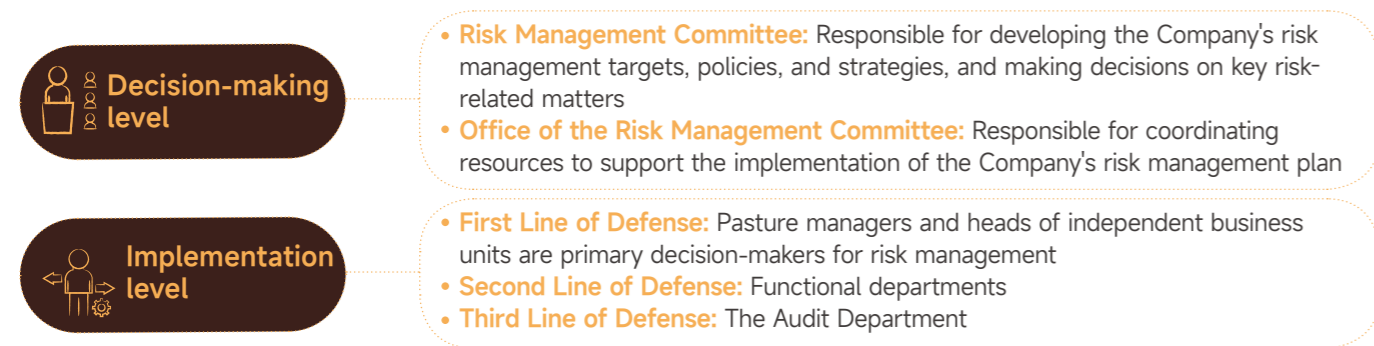 Decision-making
level
• Risk Management Committee: Responsible for developing the Company's risk
management targets, policies, and strategies, and making decisions on key risk-
related matters
• Office of the Risk Management Committee: Responsible for coordinating
resources to support the implementation of the Company's risk management plan
Implementation
level
• First Line of Defense: Pasture managers and heads of independent business
units are primary decision-makers for risk management
• Second Line of Defense: Functional departments
• Third Line of Defense: The Audit Department